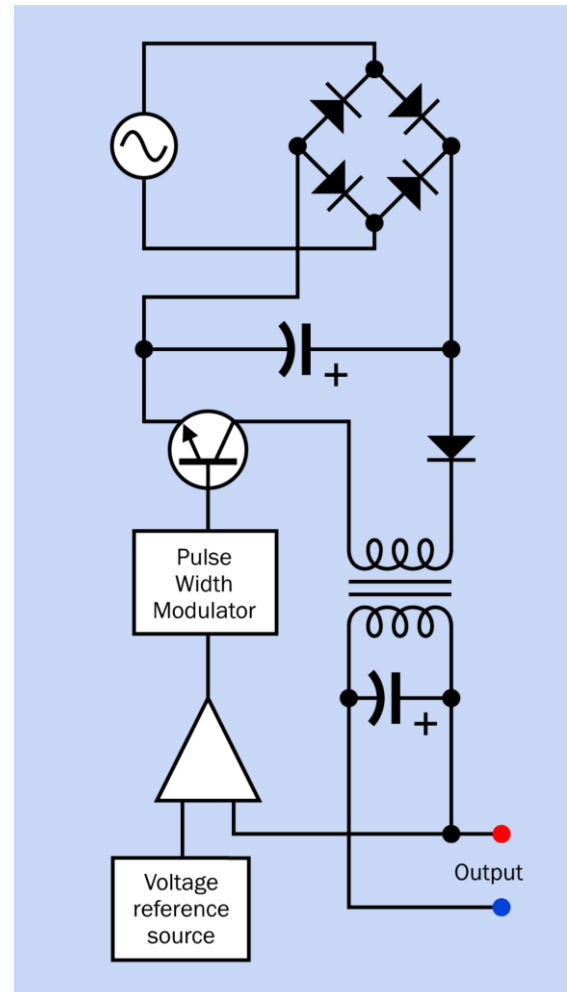 +
Pulse
Width
Modulator
+
Output
Voltage
reference
source